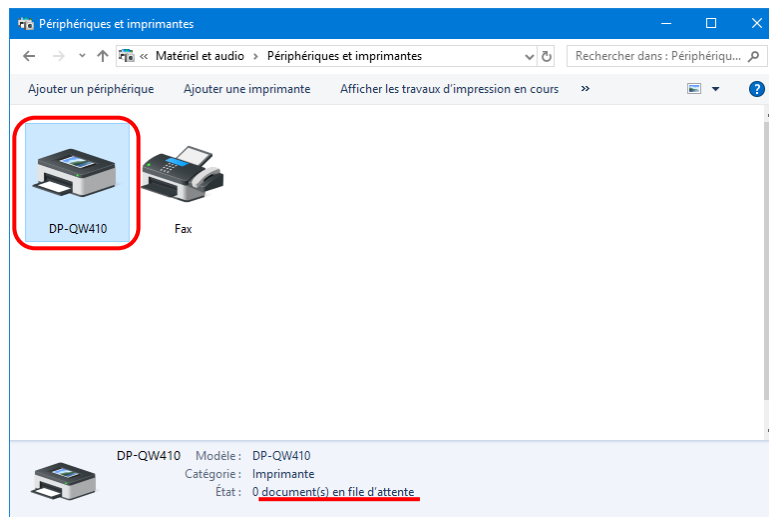 Périphériques et imprimantes
« Matériel et audio › Périphériques et imprimantes
Rechercher dans : Périphériqu...
Ajouter un périphérique Ajouter une imprimante Afficher les travaux d'impression en cours »
?
DP-QW410 Fax
DP-QW410 Modèle : DP-QW410
Catégorie : Imprimante
État : 0 document(s) en file d'attente